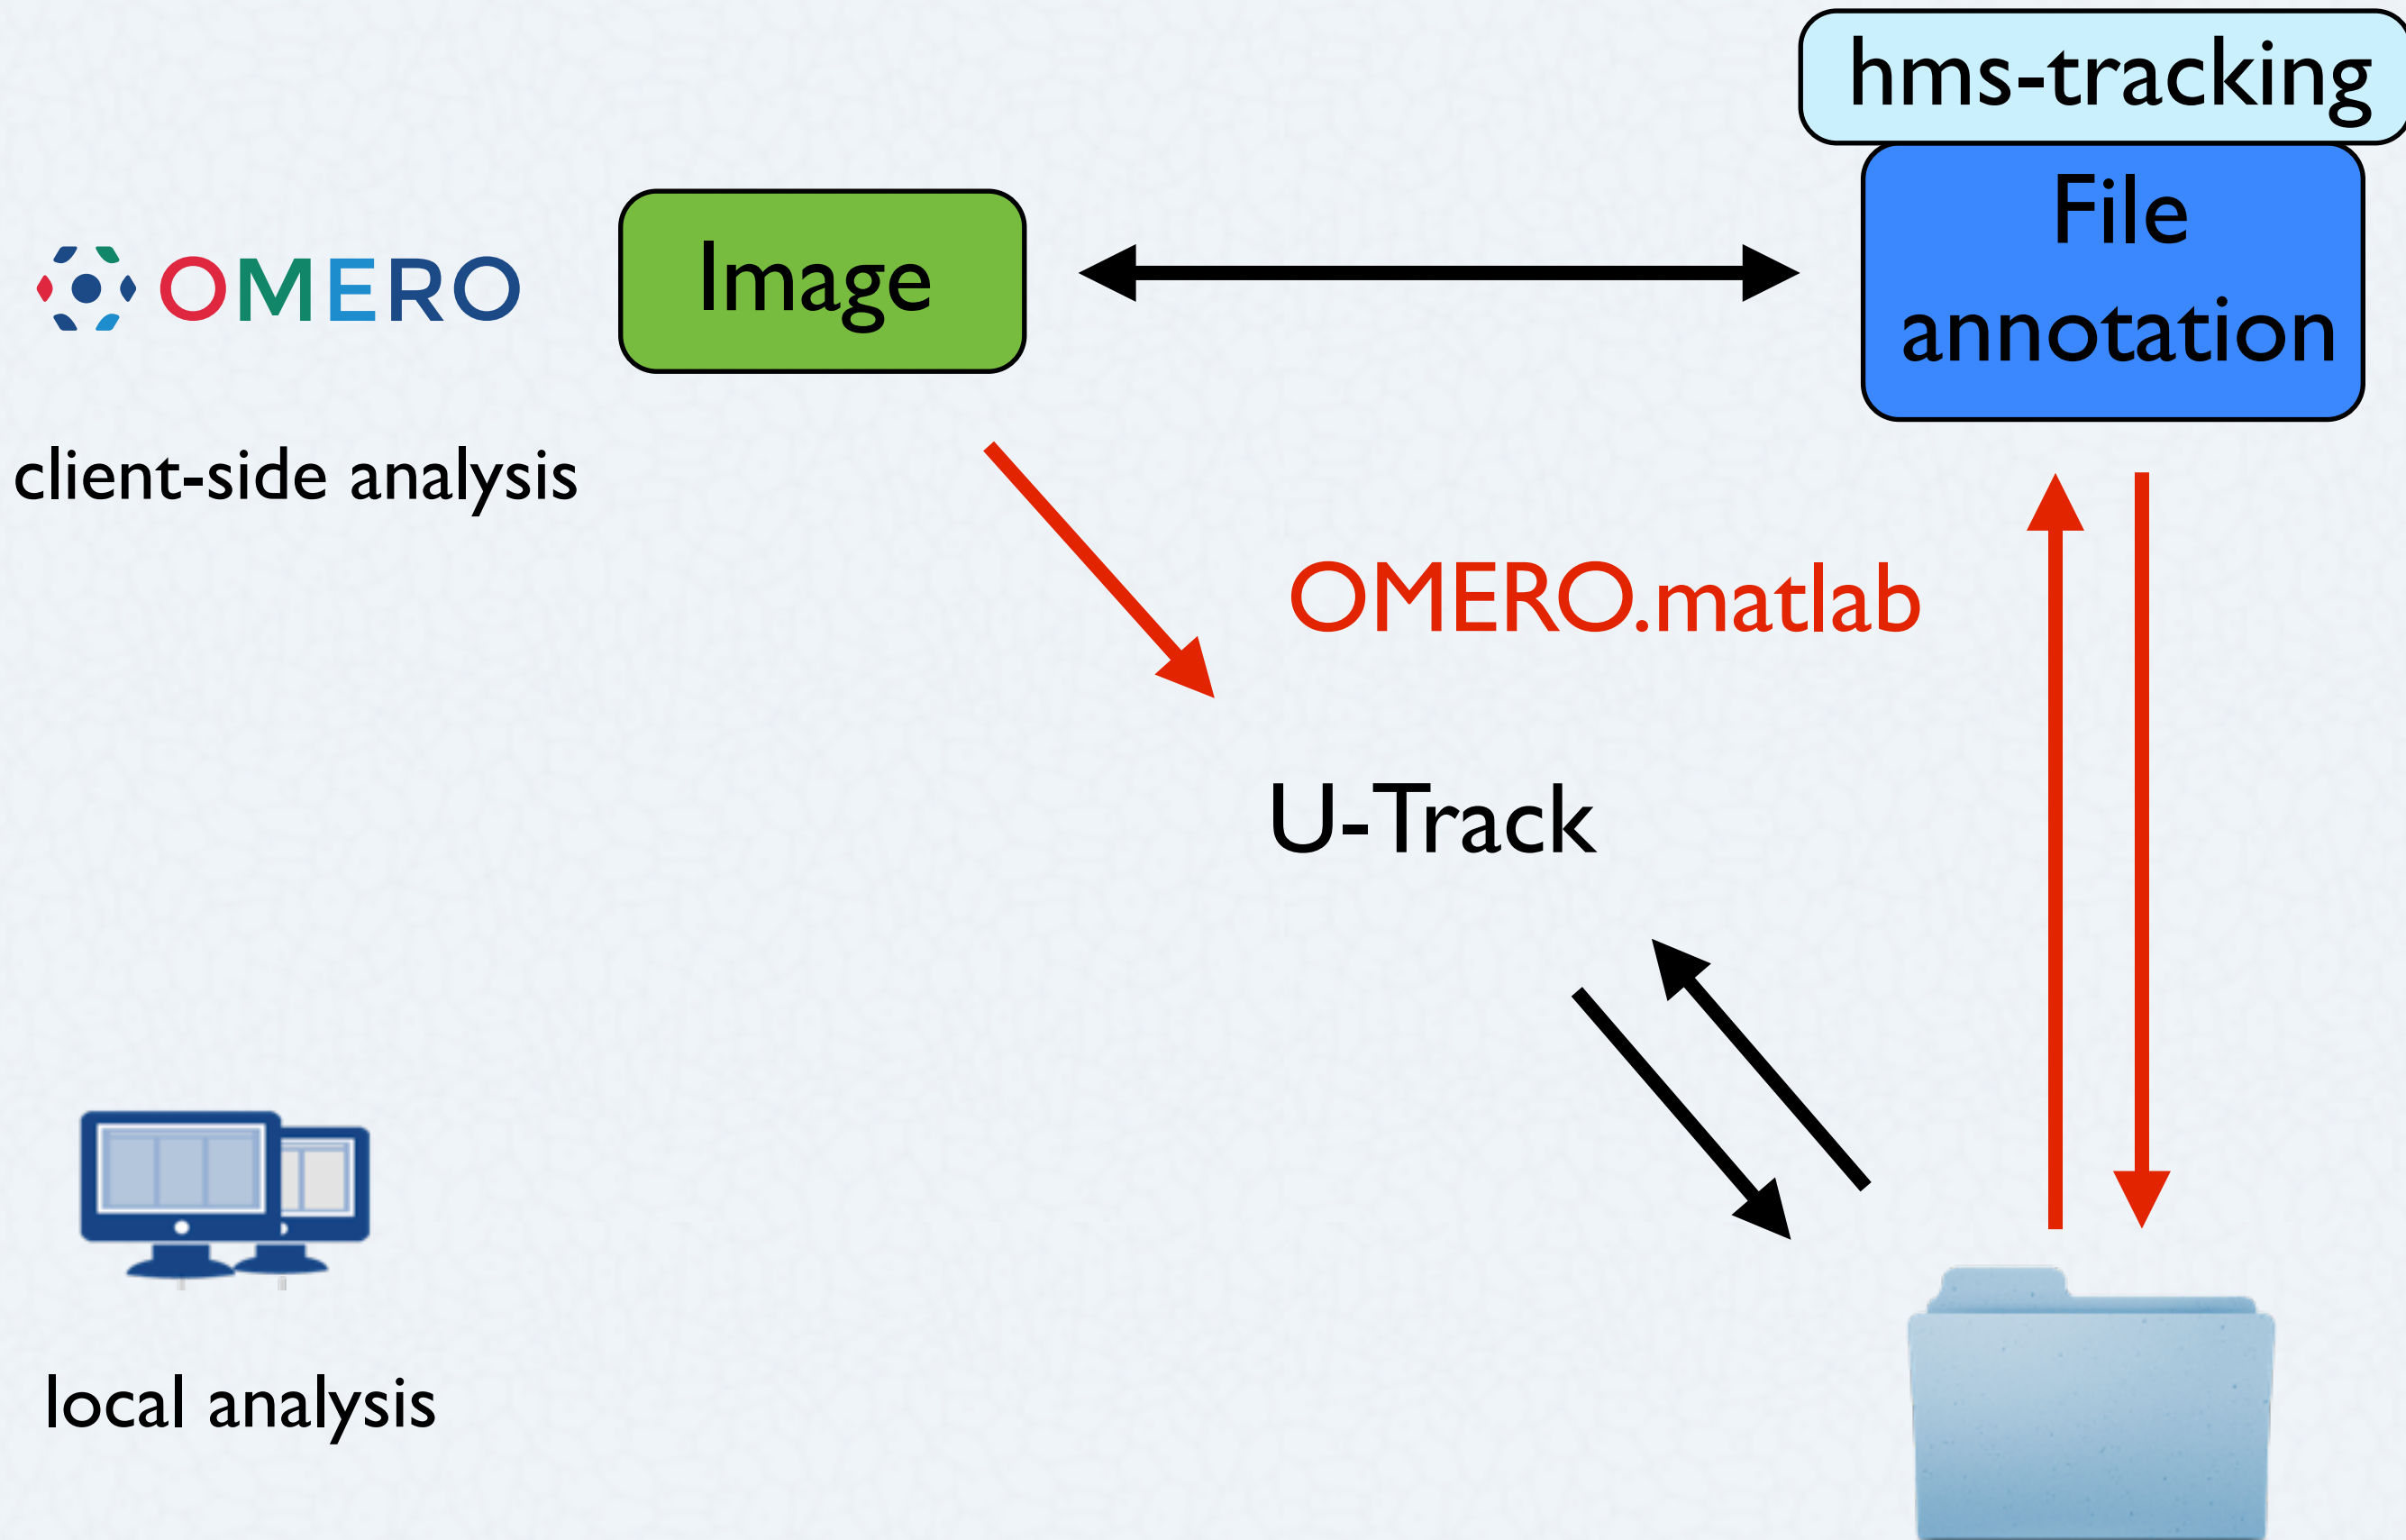 hms-tracking
File
annotation
Image
OMERO
client-side analysis
OMERO.matlab
U-Track
local analysis